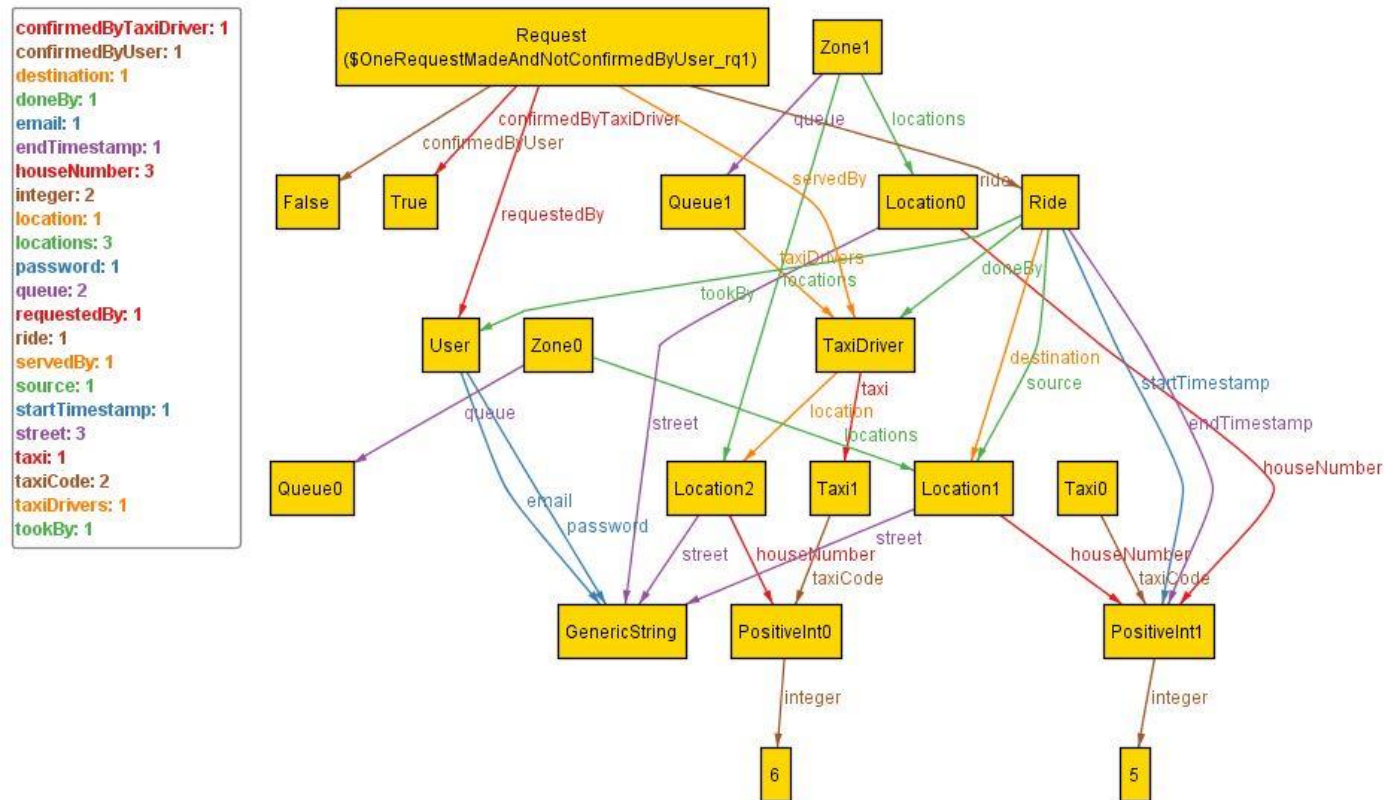 confirmedByTaxiDriver: 1
confirmedByUser: 1
destination: 1
doneBy: 1
email: 1
endTimestamp: 1
houseNumber: 3
integer: 2
location: 1
locations: 3
password: 1
queue: 2
requestedBy: 1
ride: 1
servedBy: 1
source: 1
startTimestamp: 1
street: 3
taxi: 1
taxiCode: 2
taxiDrivers: 1
tookBy: 1
Request
($OneRequestMadeAndNotConfirmedByUser_rq1)
Zone1
confirmedByTaxiDriver
queue
locations
confirmedByUser
servedBy
ride
False
True
Queue1
Location0
Ride
requestedBy
taxiDrivers
doneBy
locations
tookBy
User
Zone0
TaxiDriver
destination
source
startTimestamp
taxi
location
queue
street
locations
endTimestamp
houseNumber
Queue0
Location2
Taxi1
Location1
Taxi0
email
password
street
houseNumber
street
houseNumber
taxiCode
taxiCode
GenericString
PositiveInt0
PositiveInt1
integer
integer
6
5